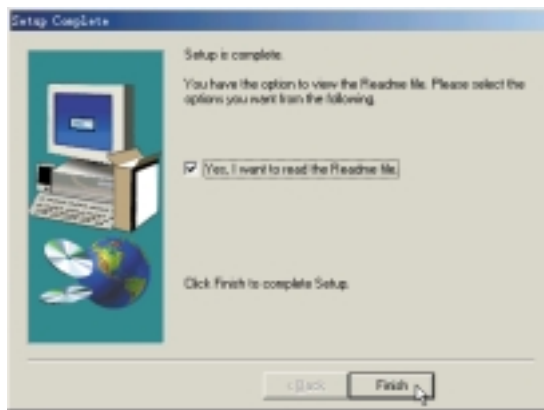 Setup Complete
Setup is complete.
You have the option to view the Readme file. Please select the
options you want from the following.
Yes, I want to read the Readme file.
Click Finish to complete Setup.
< Back
Finish